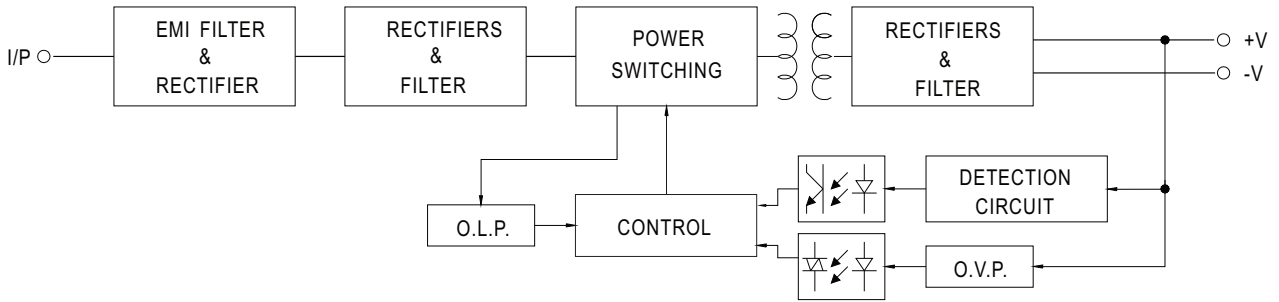 I/P
EMI FILTER
&
RECTIFIER
RECTIFIERS
&
FILTER
POWER
SWITCHING
RECTIFIERS
&
FILTER
+V
-V
DETECTION
CIRCUIT
O.L.P.
CONTROL
O.V.P.